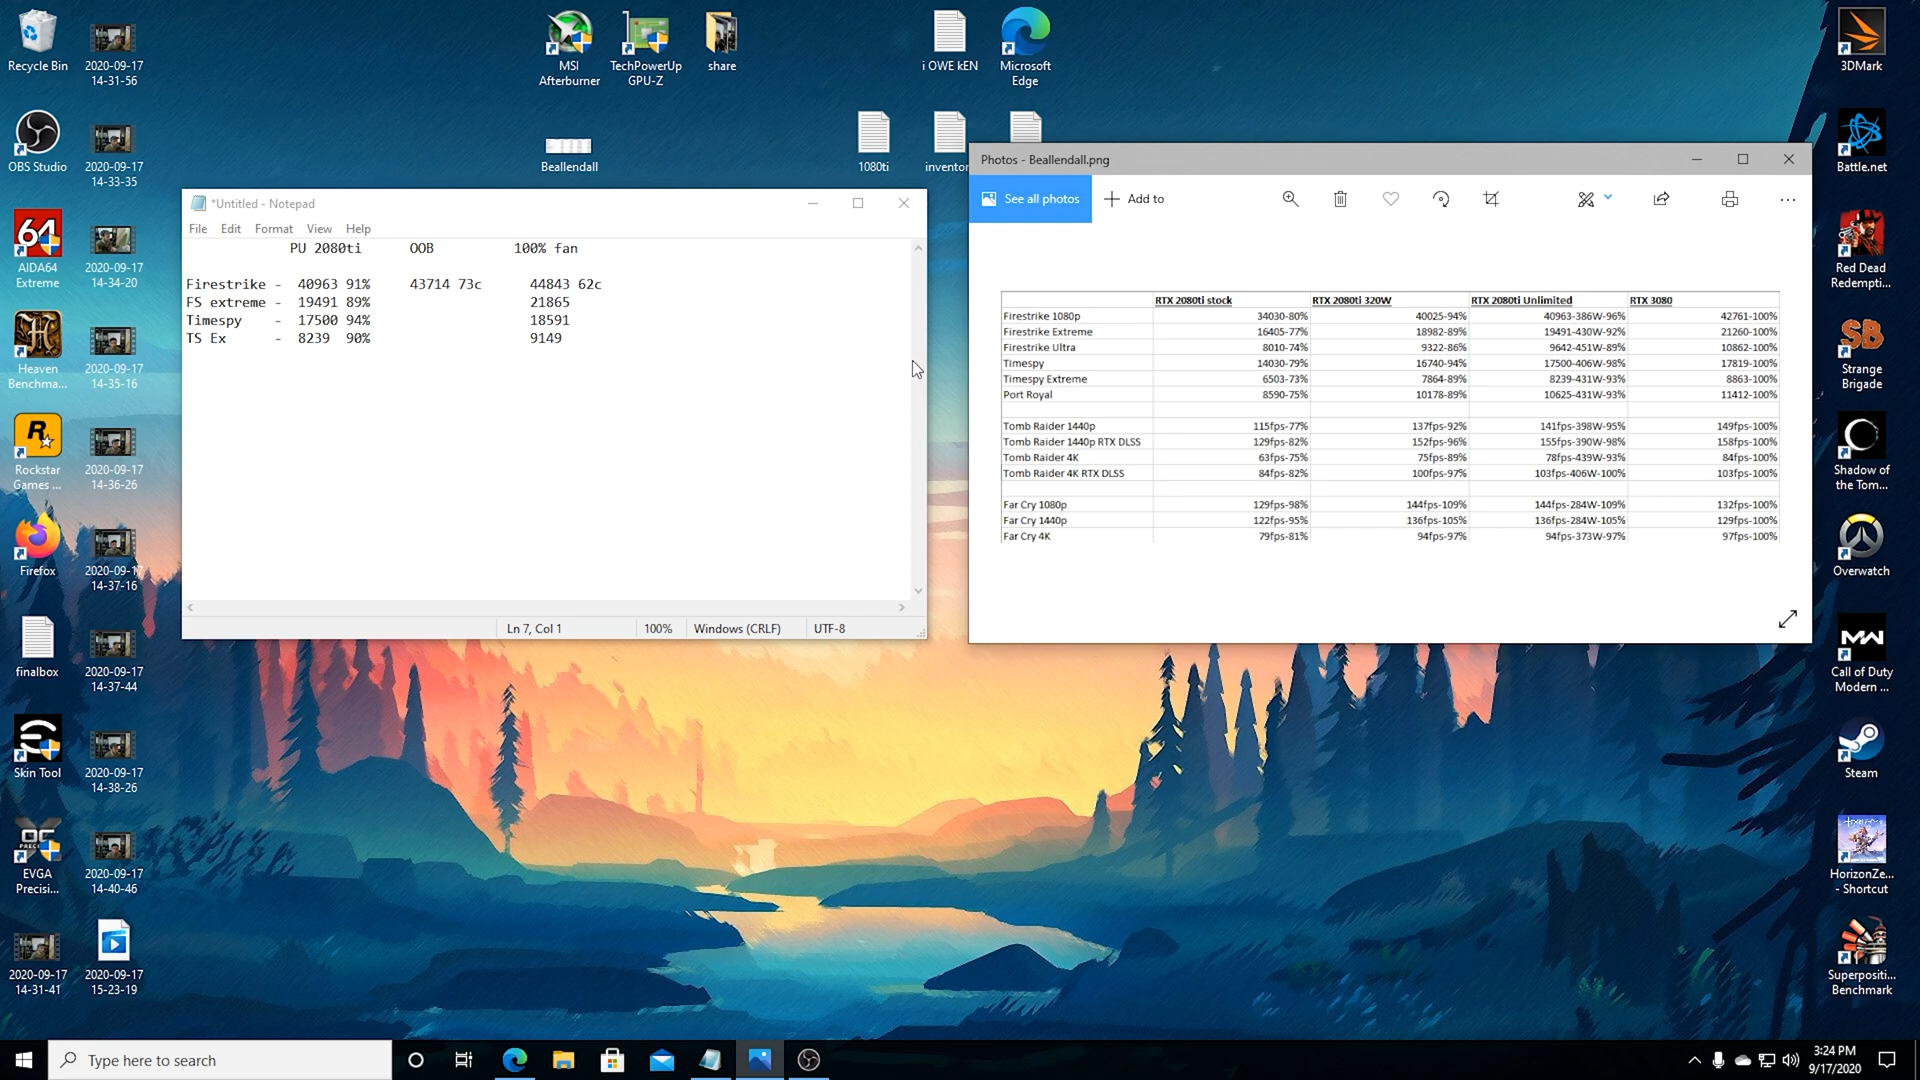 Recycle Bin
2020-09-17
14-31-56
MSI
Afterburner
TechPowerUp
GPU-Z
share
i OWE kEN
Microsoft
Edge
3DMark
OBS Studio
2020-09-17
14-33-35
Beallendall
1080ti
inventor
Battle.net
64
AIDA64
Extreme
2020-09-17
14-34-20
Red Dead
Redempti...
Heaven
Benchma...
2020-09-17
14-35-16
SB
Strange
Brigade
R
Rockstar
Games ...
2020-09-17
14-36-26
Shadow of
the Tom...
Firefox
2020-09-17
14-37-16
Overwatch
finalbox
2020-09-17
14-37-44
MW
Call of Duty
Modern ...
Skin Tool
2020-09-17
14-38-26
Steam
EVGA
Precisi...
2020-09-17
14-40-46
HorizonZe...
- Shortcut
2020-09-17
14-31-41
2020-09-17
15-23-19
Superpositi...
Benchmark
*Untitled - Notepad
File Edit Format View Help
PU 2080ti OOB 100% fan
Firestrike - 40963 91% 43714 73c 44843 62c
FS extreme - 19491 89% 21865
Timespy - 17500 94% 18591
TS Ex - 8239 90% 9149
Ln 7, Col 1 100% Windows (CRLF) UTF-8
Photos - Beallendall.png
See all photos Add to
RTX 2080ti stock RTX 2080ti 320W RTX 2080ti Unlimited RTX 3080
Firestrike 1080p 34030-80% 40025-94% 40963-386W-96% 42761-100%
Firestrike Extreme 16405-77% 18982-89% 19491-430W-92% 21260-100%
Firestrike Ultra 8010-74% 9322-86% 9642-451W-89% 10862-100%
Timespy 14030-79% 16740-94% 17500-406W-98% 17819-100%
Timespy Extreme 6503-73% 7864-89% 8239-431W-93% 8863-100%
Port Royal 8590-75% 10178-89% 10625-431W-93% 11412-100%
Tomb Raider 1440p 115fps-77% 137fps-92% 141fps-398W-95% 149fps-100%
Tomb Raider 1440p RTX DLSS 129fps-82% 152fps-96% 155fps-390W-98% 158fps-100%
Tomb Raider 4K 63fps-75% 75fps-89% 78fps-439W-93% 84fps-100%
Tomb Raider 4K RTX DLSS 84fps-82% 100fps-97% 103fps-406W-100% 103fps-100%
Far Cry 1080p 129fps-98% 144fps-109% 144fps-284W-109% 132fps-100%
Far Cry 1440p 122fps-95% 136fps-105% 136fps-284W-105% 129fps-100%
Far Cry 4K 79fps-81% 94fps-97% 94fps-373W-97% 97fps-100%
Type here to search
3:24 PM
9/17/2020